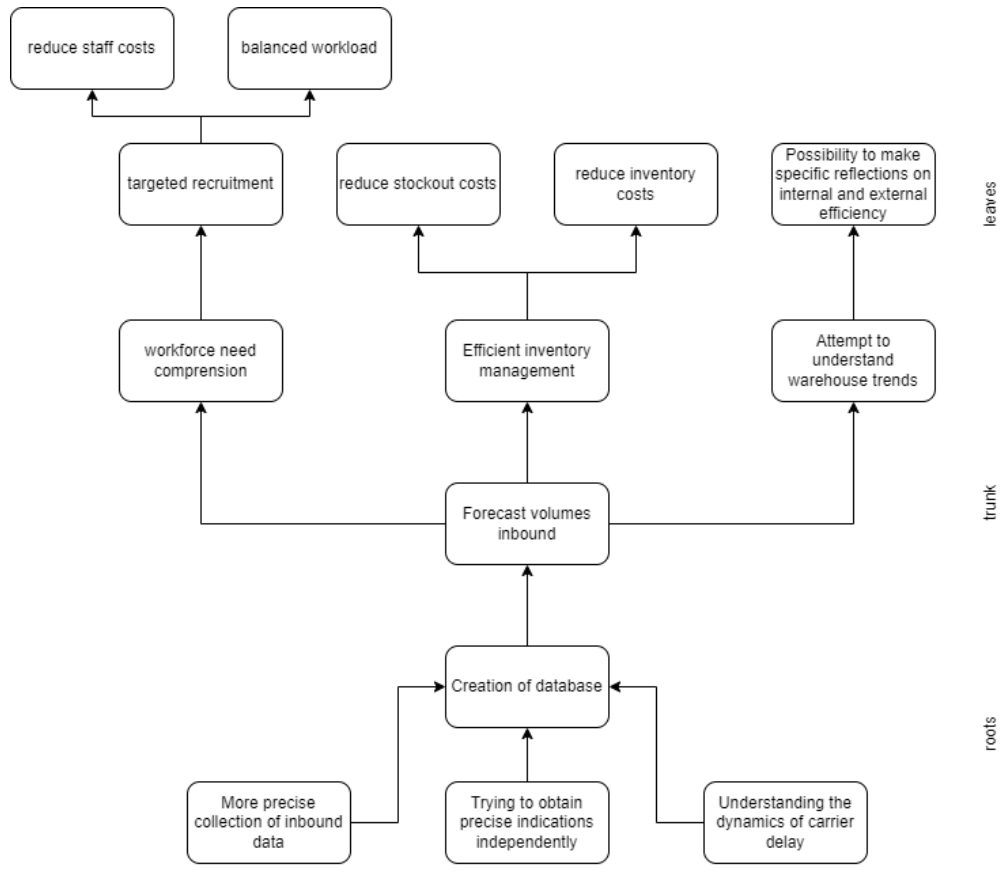 reduce staff costs
balanced workload
targeted recruitment
reduce stockout costs
reduce inventory
costs
Possibility to make
specific reflections on
internal and external
efficiency
leaves
workforce need
comprension
Efficient inventory
management
Attempt to
understand
warehouse trends
Forecast volumes
inbound
trunk
Creation of database
roots
More precise
collection of inbound
data
Trying to obtain
precise indications
independently
Understanding the
dynamics of carrier
delay